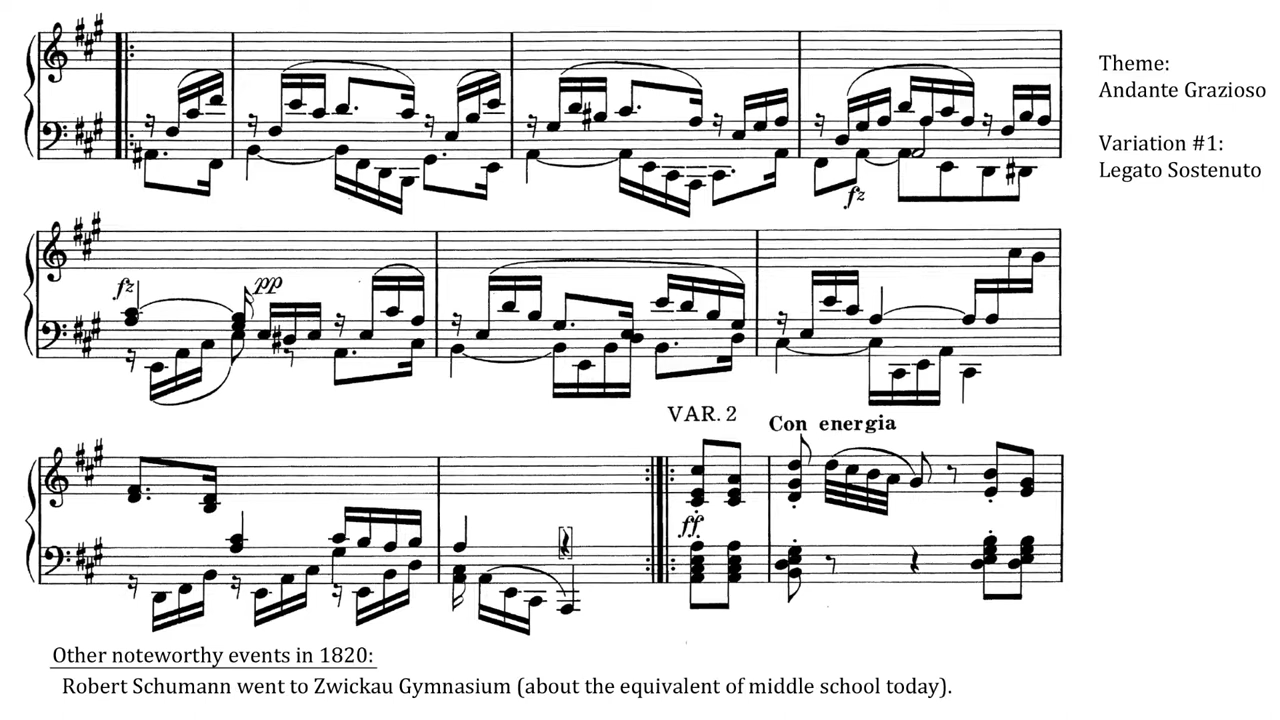 Theme:
Andante Grazioso
Variation #1:
Legato Sostenuto
fz
fz
pp
VAR. 2
Con energia
ff
Other noteworthy events in 1820:
Robert Schumann went to Zwickau Gymnasium (about the equivalent of middle school today).